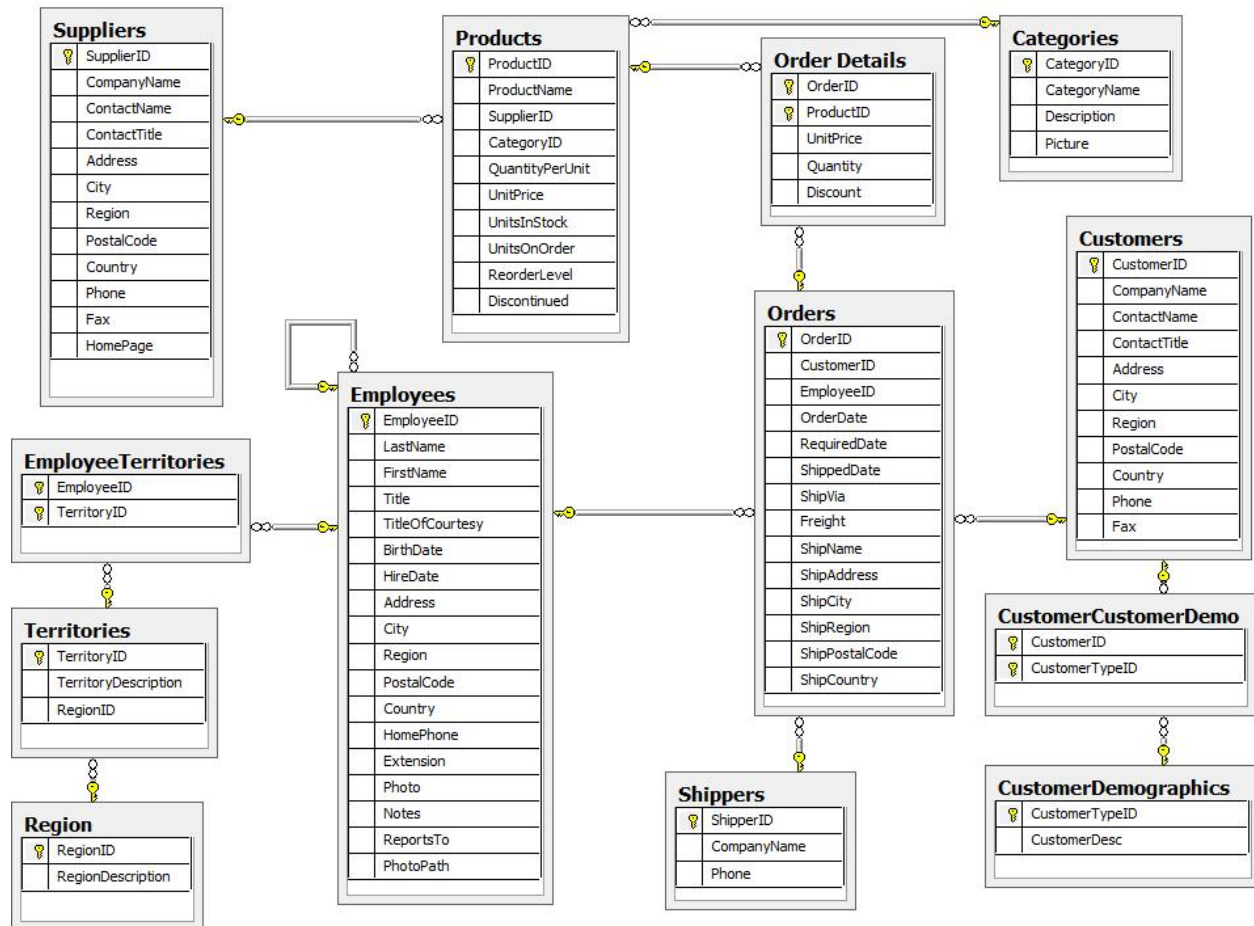 Suppliers
SupplierID
CompanyName
ContactName
ContactTitle
Address
City
Region
PostalCode
Country
Phone
Fax
HomePage
Products
ProductID
ProductName
SupplierID
CategoryID
QuantityPerUnit
UnitPrice
UnitsInStock
UnitsOnOrder
ReorderLevel
Discontinued
Order Details
OrderID
ProductID
UnitPrice
Quantity
Discount
Categories
CategoryID
CategoryName
Description
Picture
Customers
CustomerID
CompanyName
ContactName
ContactTitle
Address
City
Region
PostalCode
Country
Phone
Fax
Orders
OrderID
CustomerID
EmployeeID
OrderDate
RequiredDate
ShippedDate
ShipVia
Freight
ShipName
ShipAddress
ShipCity
ShipRegion
ShipPostalCode
ShipCountry
Employees
EmployeeID
LastName
FirstName
Title
TitleOfCourtesy
BirthDate
HireDate
Address
City
Region
PostalCode
Country
HomePhone
Extension
Photo
Notes
ReportsTo
PhotoPath
EmployeeTerritories
EmployeeID
TerritoryID
Territories
TerritoryID
TerritoryDescription
RegionID
Region
RegionID
RegionDescription
Shippers
ShipperID
CompanyName
Phone
CustomerCustomerDemo
CustomerID
CustomerTypeID
CustomerDemographics
CustomerTypeID
CustomerDesc